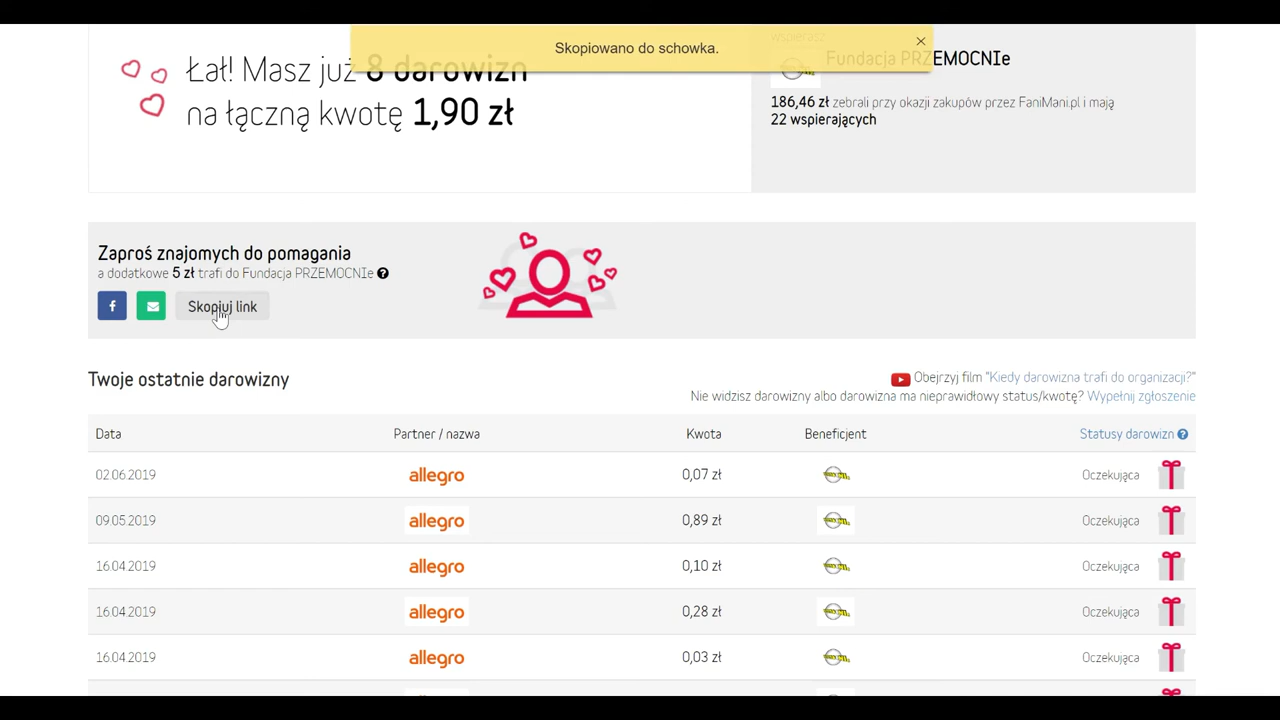 Skopiowano do schowka.
wspierasz
Łał! Masz już 8 darowizn
na łączną kwotę 1,90 zł
Fundacja PRZEMOCNIe
186,46 zł zebrali przy okazji zakupów przez FaniMani.pl i mają
22 wspierających
Zaproś znajomych do pomagania
a dodatkowe 5 zł trafi do Fundacja PRZEMOCNIe
Skopiuj link
Twoje ostatnie darowizny
Obejrzyj film "Kiedy darowizna trafi do organizacji?"
Nie widzisz darowizny albo darowizna ma nieprawidłowy status/kwotę? Wypełnij zgłoszenie
Data Partner / nazwa Kwota Beneficjent Statusy darowizn
02.06.2019 allegro 0,07 zł Oczekująca
09.05.2019 allegro 0,89 zł Oczekująca
16.04.2019 allegro 0,10 zł Oczekująca
16.04.2019 allegro 0,28 zł Oczekująca
16.04.2019 allegro 0,03 zł Oczekująca